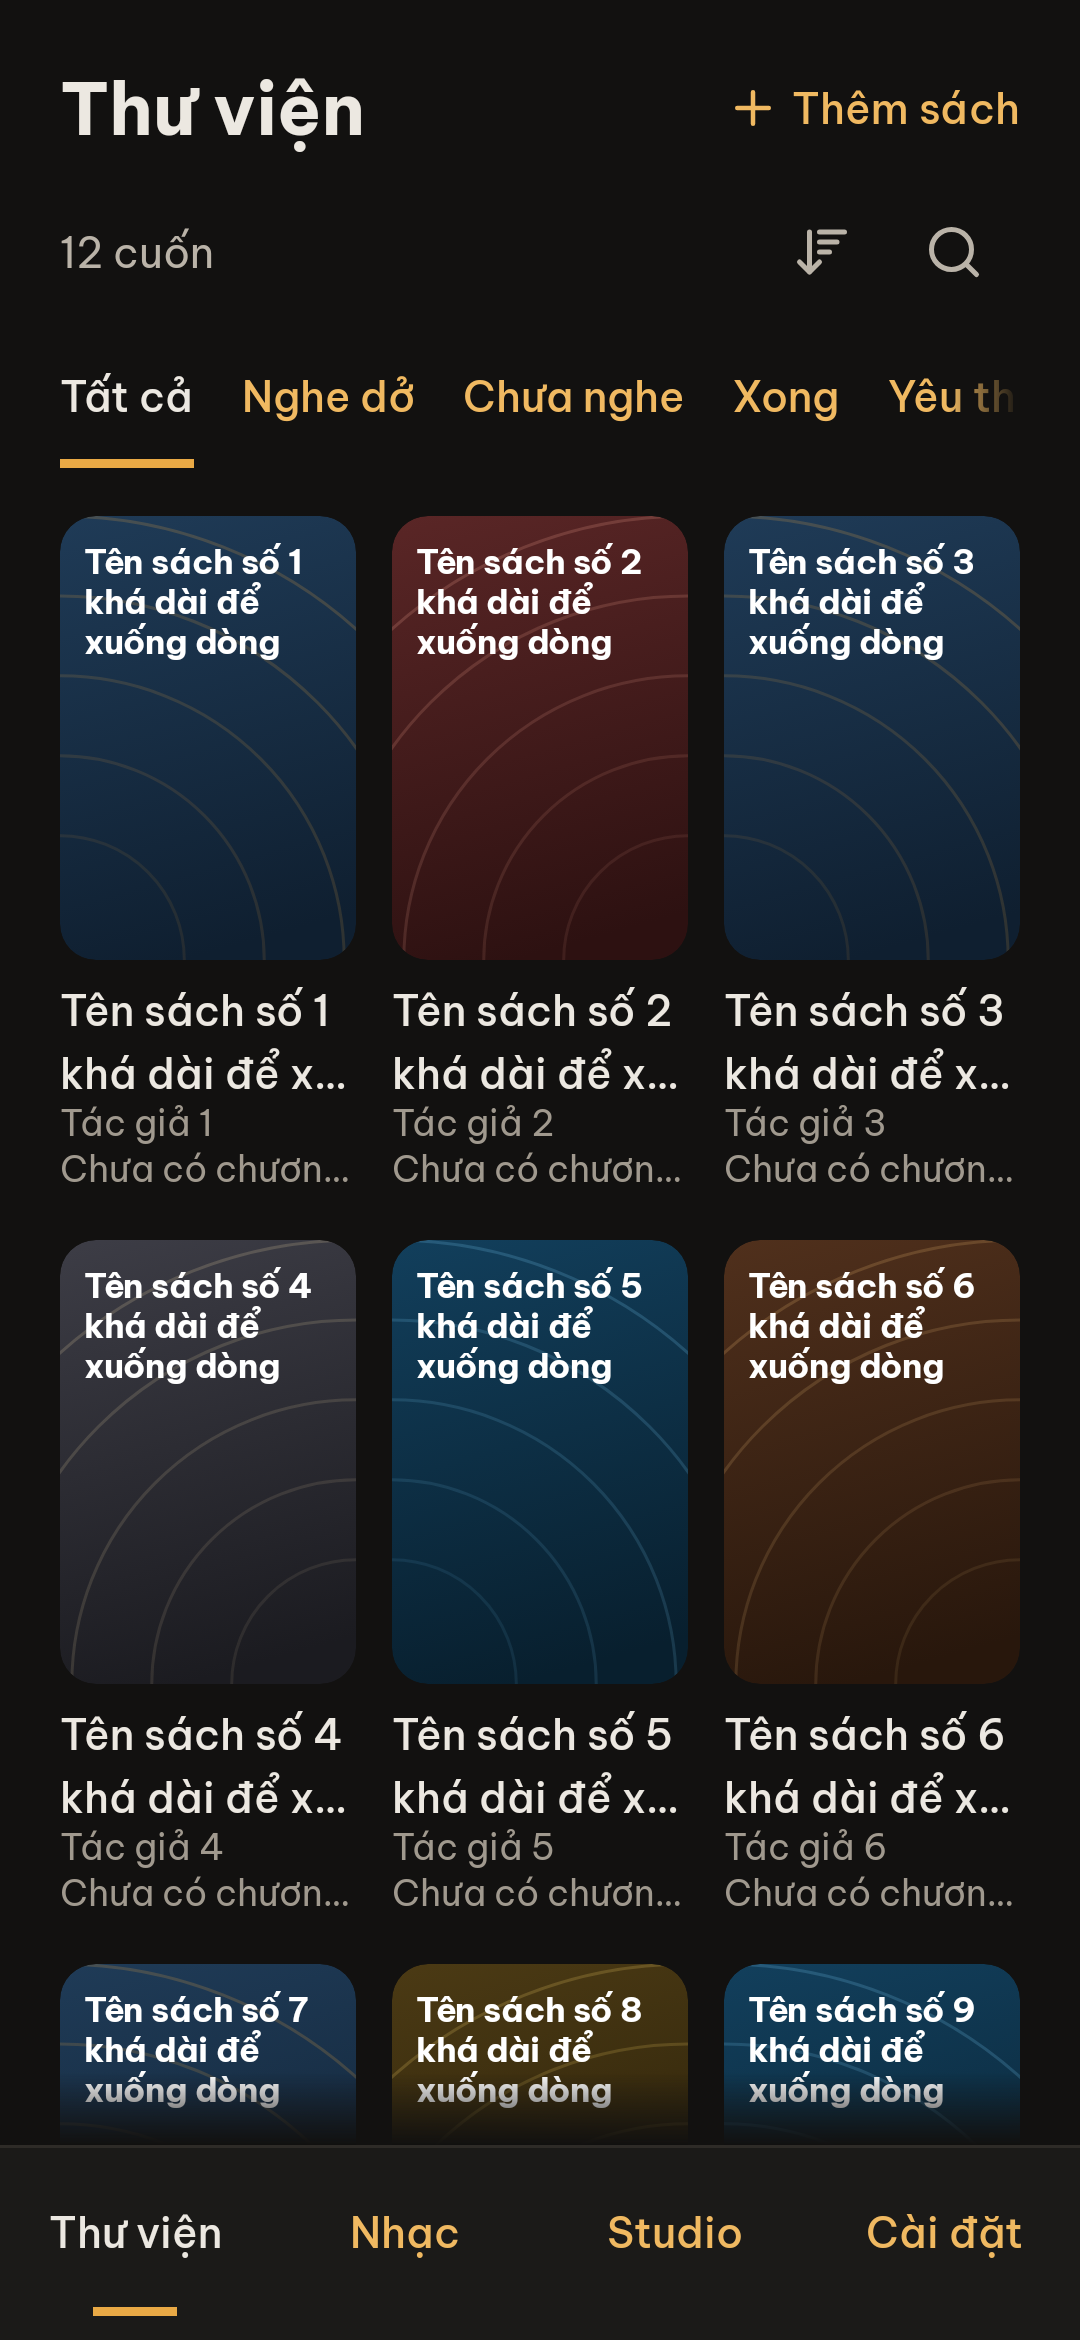 Thư viện
+ Thêm sách
12 cuốn
Tất cả Nghe dở Chưa nghe Xong Yêu th
Tên sách số 1
khá dài để
xuống dòng
Tên sách số 2
khá dài để
xuống dòng
Tên sách số 3
khá dài để
xuống dòng
Tên sách số 1
khá dài để x...
Tác giả 1
Chưa có chươn...
Tên sách số 2
khá dài để x...
Tác giả 2
Chưa có chươn...
Tên sách số 3
khá dài để x...
Tác giả 3
Chưa có chươn...
Tên sách số 4
khá dài để
xuống dòng
Tên sách số 5
khá dài để
xuống dòng
Tên sách số 6
khá dài để
xuống dòng
Tên sách số 4
khá dài để x...
Tác giả 4
Chưa có chươn...
Tên sách số 5
khá dài để x...
Tác giả 5
Chưa có chươn...
Tên sách số 6
khá dài để x...
Tác giả 6
Chưa có chươn...
Tên sách số 7
khá dài để
xuống dòng
Tên sách số 8
khá dài để
xuống dòng
Tên sách số 9
khá dài để
xuống dòng
Thư viện Nhạc Studio Cài đặt